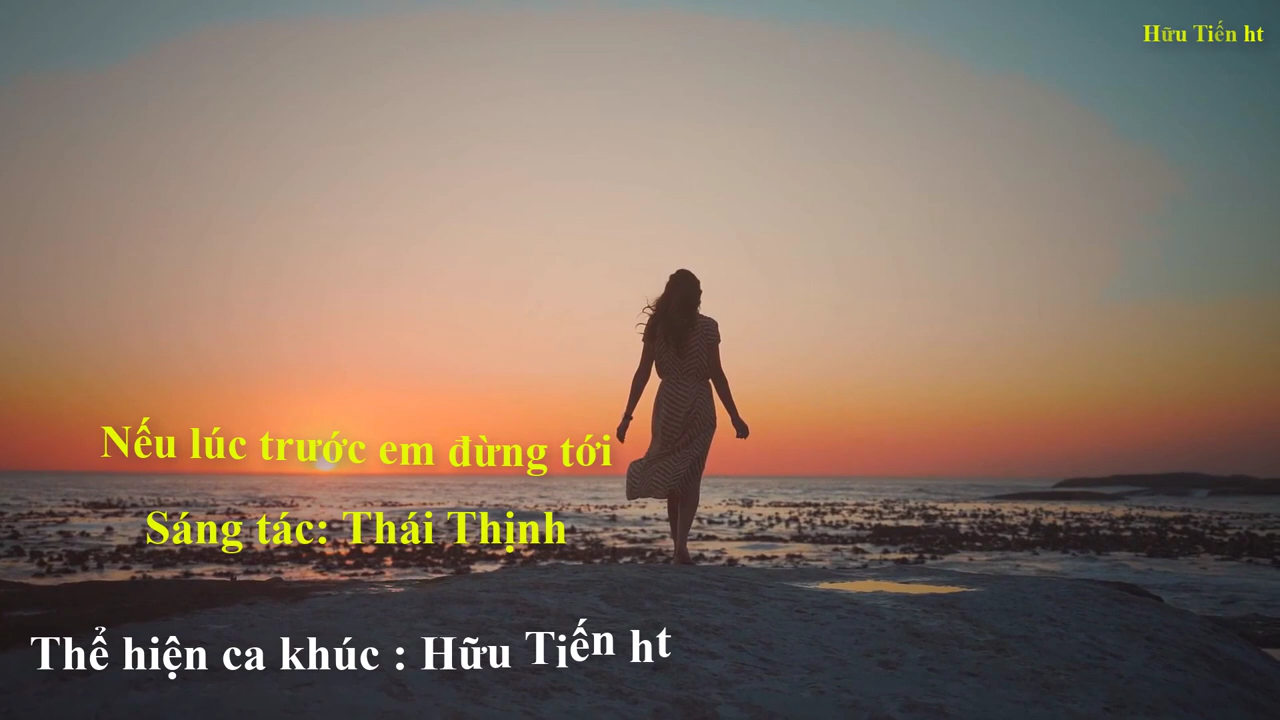 Hữu Tiến ht
Nếu lúc trước em đừng tới
Sáng tác: Thái Thịnh
Thể hiện ca khúc : Hữu Tiến ht